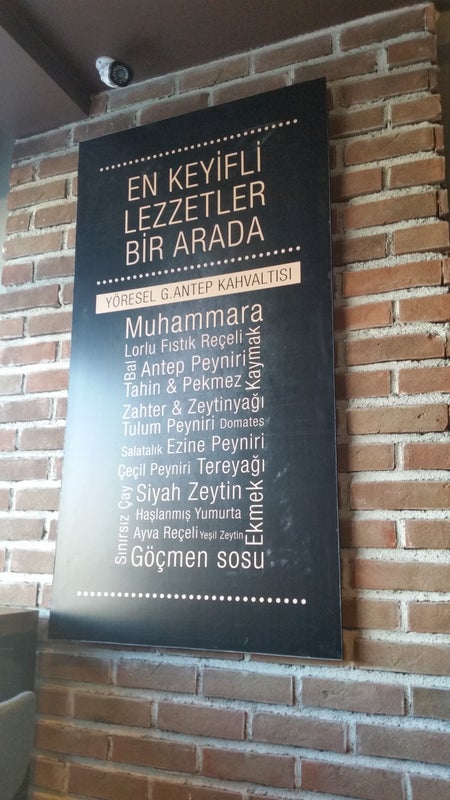 EN KEYİFLİ
LEZZETLER
BİR ARADA
YÖRESEL G.ANTEP KAHVALTISI
Muhammara
Lorlu Fıstık Reçeli
Bal
Antep Peyniri
Kaymak
Tahin & Pekmez
Zahter & Zeytinyağı
Tulum Peyniri Domates
Salatalık Ezine Peyniri
Çeçil Peyniri Tereyağı
Sınırsız Çay
Siyah Zeytin
Ekmek
Haşlanmış Yumurta
Ayva Reçeli Yeşil Zeytin
Göçmen sosu